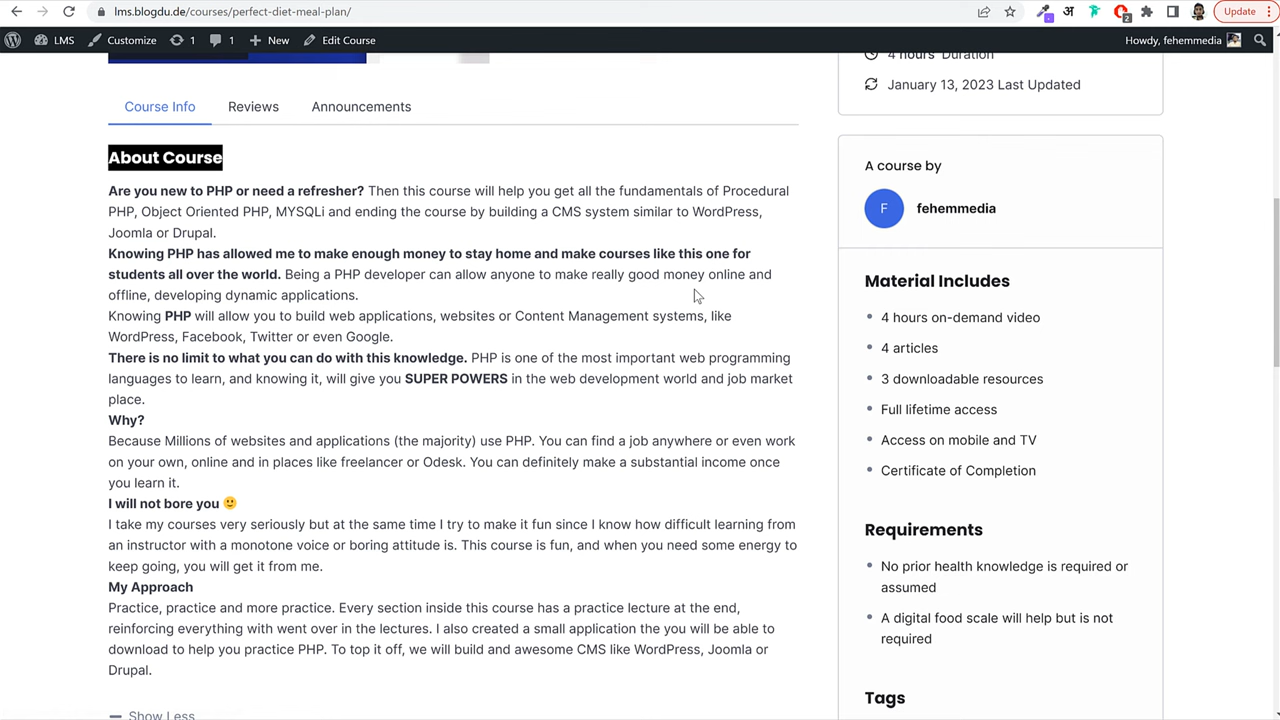 lms.blogdu.de/courses/perfect-diet-meal-plan/
अ
2
Update
LMS
Customize
1
1
New
Edit Course
Howdy, fehemmedia
4 hours Duration
January 13, 2023 Last Updated
Course Info
Reviews
Announcements
About Course
Are you new to PHP or need a refresher? Then this course will help you get all the fundamentals of Procedural
PHP, Object Oriented PHP, MYSQLi and ending the course by building a CMS system similar to WordPress,
Joomla or Drupal.
Knowing PHP has allowed me to make enough money to stay home and make courses like this one for
students all over the world. Being a PHP developer can allow anyone to make really good money online and
offline, developing dynamic applications.
Knowing PHP will allow you to build web applications, websites or Content Management systems, like
WordPress, Facebook, Twitter or even Google.
There is no limit to what you can do with this knowledge. PHP is one of the most important web programming
languages to learn, and knowing it, will give you SUPER POWERS in the web development world and job market
place.
Why?
Because Millions of websites and applications (the majority) use PHP. You can find a job anywhere or even work
on your own, online and in places like freelancer or Odesk. You can definitely make a substantial income once
you learn it.
I will not bore you 🙂
I take my courses very seriously but at the same time I try to make it fun since I know how difficult learning from
an instructor with a monotone voice or boring attitude is. This course is fun, and when you need some energy to
keep going, you will get it from me.
My Approach
Practice, practice and more practice. Every section inside this course has a practice lecture at the end,
reinforcing everything with went over in the lectures. I also created a small application the you will be able to
download to help you practice PHP. To top it off, we will build and awesome CMS like WordPress, Joomla or
Drupal.
Show Less
A course by
F
fehemmedia
Material Includes
4 hours on-demand video
4 articles
3 downloadable resources
Full lifetime access
Access on mobile and TV
Certificate of Completion
Requirements
No prior health knowledge is required or
assumed
A digital food scale will help but is not
required
Tags